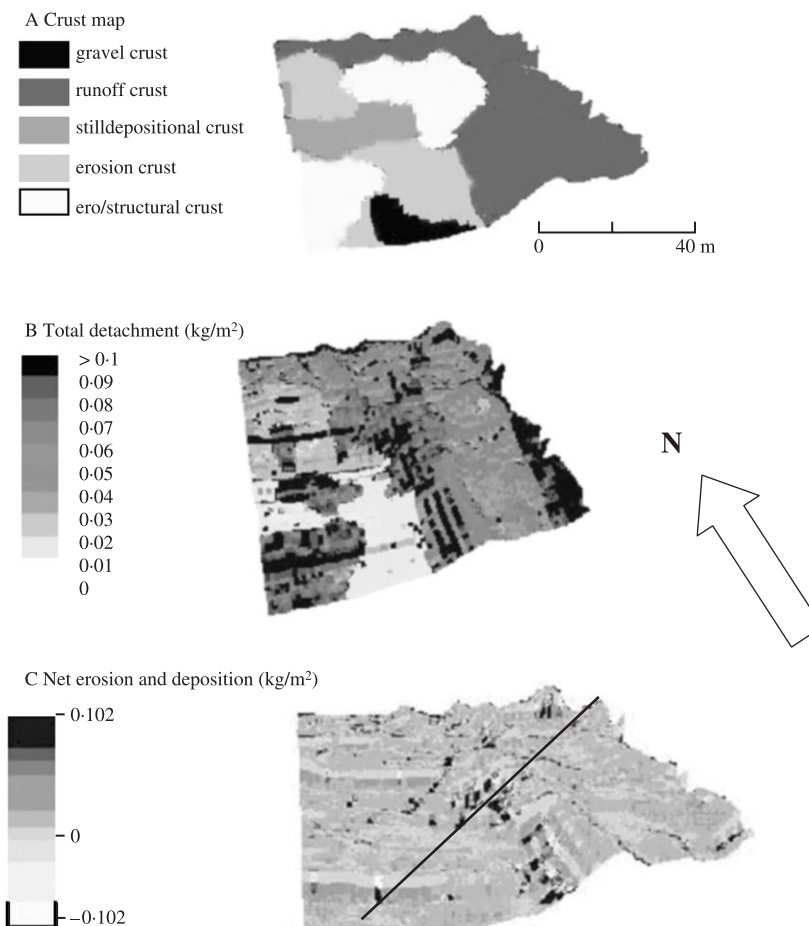 A Crust map
gravel crust
runoff crust
stilldepositional crust
erosion crust
ero/structural crust
0
40 m
B Total detachment (kg/m²)
> 0·1
0·09
0·08
0·07
0·06
0·05
0·04
0·03
0·02
0·01
0
N
C Net erosion and deposition (kg/m²)
0·102
0
−0·102